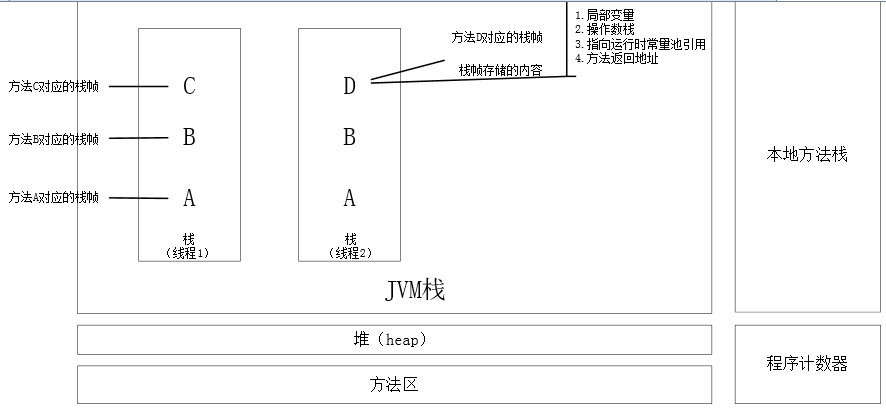 1.局部变量
2.操作数栈
3.指向运行时常量池引用
4.方法返回地址
方法D对应的栈帧
栈帧存储的内容
方法C对应的栈帧
C
D
方法B对应的栈帧
B
B
本地方法栈
方法A对应的栈帧
A
A
栈
（线程1）
栈
（线程2）
JVM栈
堆（heap）
程序计数器
方法区